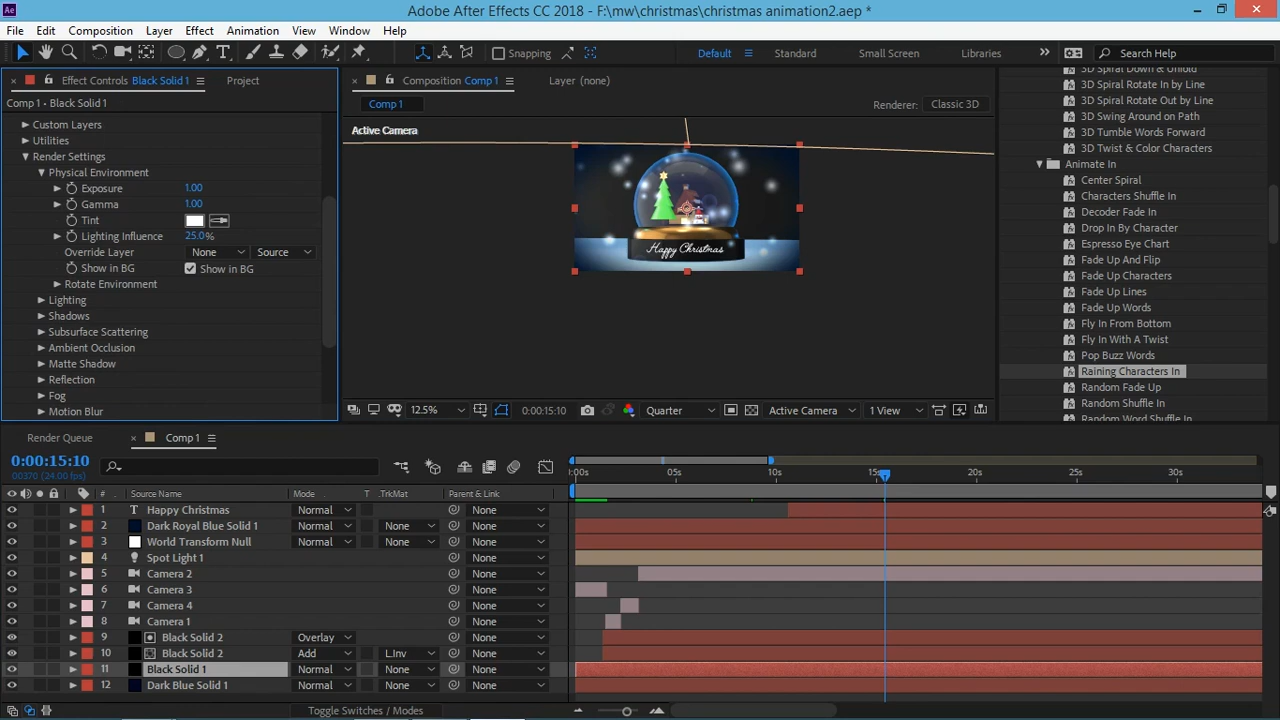 Ae Adobe After Effects CC 2018 - F:\mw\christmas\christmas animation2.aep *
File Edit Composition Layer Effect Animation View Window Help
Snapping Default Standard Small Screen Libraries Search Help
Effect Controls Black Solid 1 Project
Comp 1 • Black Solid 1
Custom Layers
Utilities
Render Settings
Physical Environment
Exposure 1.00
Gamma 1.00
Tint
Lighting Influence 25.0%
Override Layer None Source
Show in BG Show in BG
Rotate Environment
Lighting
Shadows
Subsurface Scattering
Ambient Occlusion
Matte Shadow
Reflection
Fog
Motion Blur
Composition Comp 1 Layer (none)
Comp 1 Renderer: Classic 3D
Active Camera
Happy Christmas
12.5% 0:00:15:10 Quarter Active Camera 1 View
3D Spiral Down & Unfold
3D Spiral Rotate In by Line
3D Spiral Rotate Out by Line
3D Swing Around on Path
3D Tumble Words Forward
3D Twist & Color Characters
Animate In
Center Spiral
Characters Shuffle In
Decoder Fade In
Drop In By Character
Espresso Eye Chart
Fade Up And Flip
Fade Up Characters
Fade Up Lines
Fade Up Words
Fly In From Bottom
Fly In With A Twist
Pop Buzz Words
Raining Characters In
Random Fade Up
Random Shuffle In
Random Word Shuffle In
Render Queue Comp 1
0:00:15:10
00370 (24.00 fps)
:00s 05s 10s 15s 20s 25s 30s
# Source Name Mode T .TrkMat Parent & Link
1 T Happy Christmas Normal None
2 Dark Royal Blue Solid 1 Normal None None
3 World Transform Null Normal None None
4 Spot Light 1 None
5 Camera 2 None
6 Camera 3 None
7 Camera 4 None
8 Camera 1 None
9 Black Solid 2 Overlay None
10 Black Solid 2 Add L.Inv None
11 Black Solid 1 Normal None None
12 Dark Blue Solid 1 Normal None None
Toggle Switches / Modes